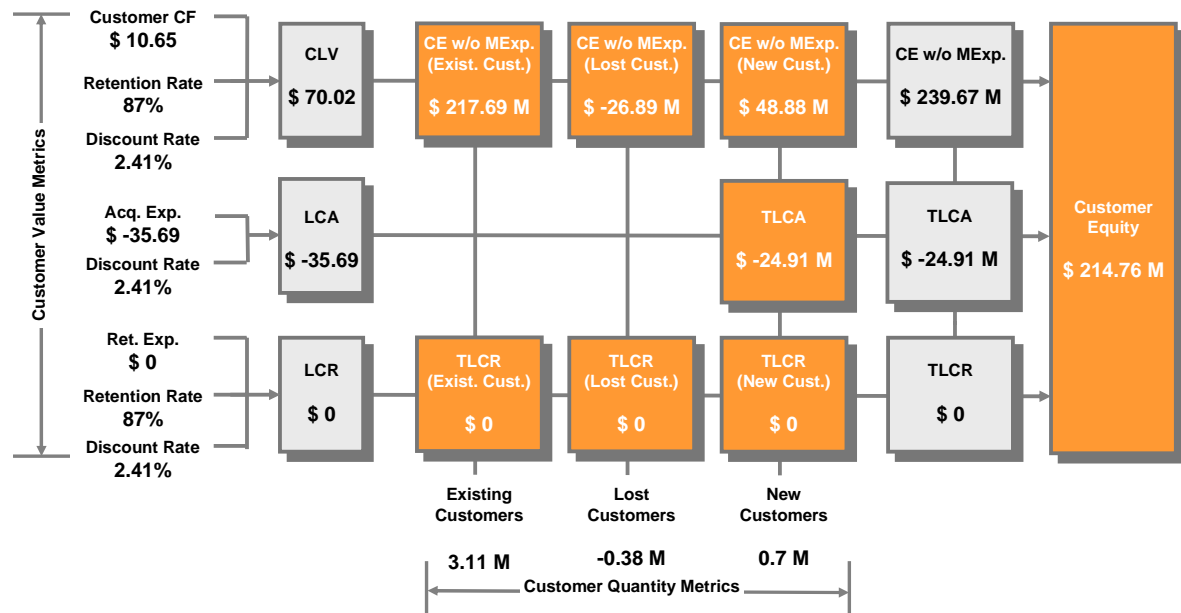 Customer Value Metrics
Customer CF
$ 10.65
Retention Rate
87%
Discount Rate
2.41%
CLV
$ 70.02
CE w/o MExp.
(Exist. Cust.)
$ 217.69 M
CE w/o MExp.
(Lost Cust.)
$ -26.89 M
CE w/o MExp.
(New Cust.)
$ 48.88 M
CE w/o MExp.
$ 239.67 M
Acq. Exp.
$ -35.69
Discount Rate
2.41%
LCA
$ -35.69
TLCA
$ -24.91 M
TLCA
$ -24.91 M
Customer
Equity
$ 214.76 M
Ret. Exp.
$ 0
Retention Rate
87%
Discount Rate
2.41%
LCR
$ 0
TLCR
(Exist. Cust.)
$ 0
TLCR
(Lost Cust.)
$ 0
TLCR
(New Cust.)
$ 0
TLCR
$ 0
Existing
Customers
3.11 M
Lost
Customers
-0.38 M
New
Customers
0.7 M
Customer Quantity Metrics